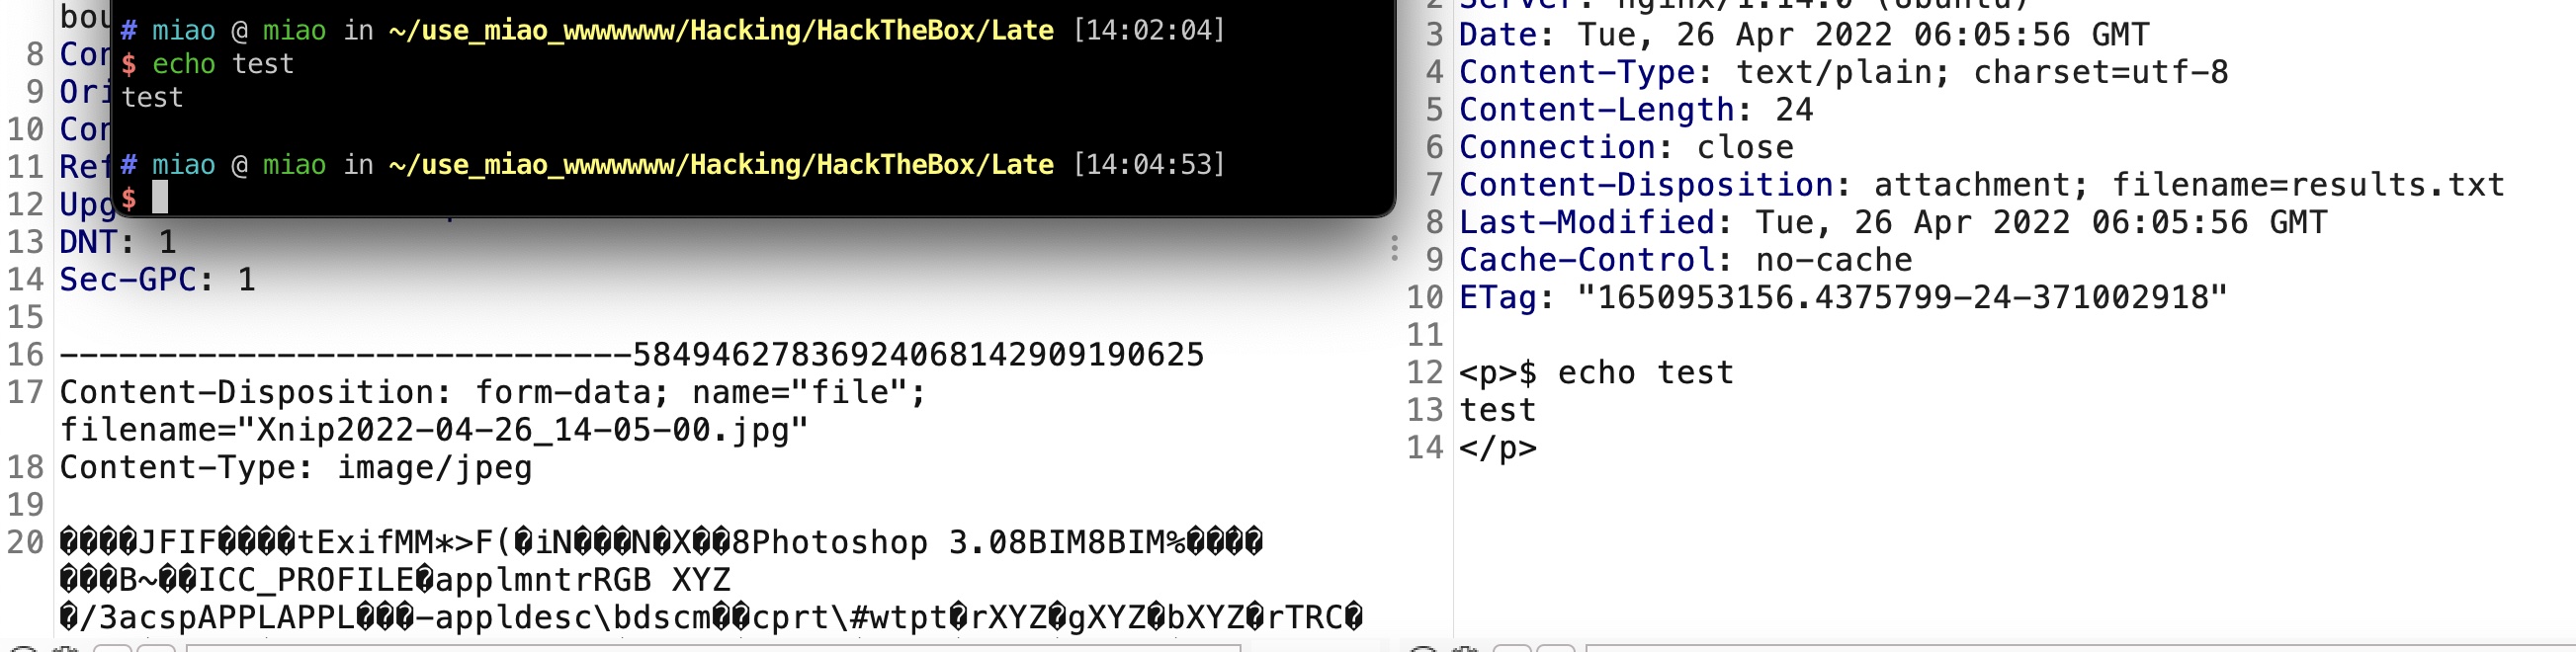 bou
# miao @ miao in ~/use_miao_wwwwwww/Hacking/HackTheBox/Late [14:02:04]
8 Con
$ echo test
9 Ori
test
10 Con
11 Ref
# miao @ miao in ~/use_miao_wwwwwww/Hacking/HackTheBox/Late [14:04:53]
12 Upg
$
13 DNT: 1
14 Sec-GPC: 1
15
16 -----------------------------58494627836924068142909190625
17 Content-Disposition: form-data; name="file";
filename="Xnip2022-04-26_14-05-00.jpg"
18 Content-Type: image/jpeg
19
20 ����JFIF����tExifMM*>F(�iN���N�X��8Photoshop 3.08BIM8BIM%����
���B~��ICC_PROFILE�applmntrRGB XYZ
�/3acspAPPLAPPL���-appldesc\bdscm��cprt\#wtpt�rXYZ�gXYZ�bXYZ�rTRC�
2 Server: nginx/1.14.0 (Ubuntu)
3 Date: Tue, 26 Apr 2022 06:05:56 GMT
4 Content-Type: text/plain; charset=utf-8
5 Content-Length: 24
6 Connection: close
7 Content-Disposition: attachment; filename=results.txt
8 Last-Modified: Tue, 26 Apr 2022 06:05:56 GMT
9 Cache-Control: no-cache
10 ETag: "1650953156.4375799-24-371002918"
11
12 <p>$ echo test
13 test
14 </p>